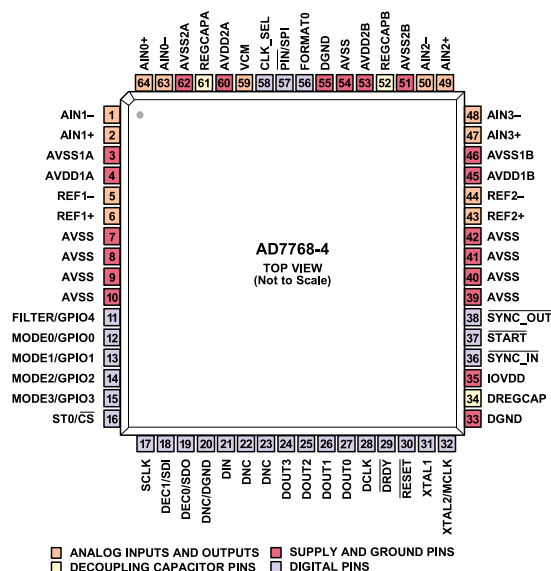 AIN0+
AIN0–
AVSS2A
REGCAPA
AVDD2A
VCM
CLK_SEL
PIN/SPI
FORMAT0
DGND
AVSS
AVDD2B
REGCAPB
AVSS2B
AIN2–
AIN2+
64 63 62 61 60 59 58 57 56 55 54 53 52 51 50 49
AIN1– 1
AIN1+ 2
AVSS1A 3
AVDD1A 4
REF1– 5
REF1+ 6
AVSS 7
AVSS 8
AVSS 9
AVSS 10
FILTER/GPIO4 11
MODE0/GPIO0 12
MODE1/GPIO1 13
MODE2/GPIO2 14
MODE3/GPIO3 15
ST0/CS 16
AD7768-4
TOP VIEW
(Not to Scale)
48 AIN3–
47 AIN3+
46 AVSS1B
45 AVDD1B
44 REF2–
43 REF2+
42 AVSS
41 AVSS
40 AVSS
39 AVSS
38 SYNC_OUT
37 START
36 SYNC_IN
35 IOVDD
34 DREGCAP
33 DGND
17 18 19 20 21 22 23 24 25 26 27 28 29 30 31 32
SCLK
DEC1/SDI
DEC0/SDO
DNC/DGND
DIN
DNC
DNC
DOUT3
DOUT2
DOUT1
DOUT0
DCLK
DRDY
RESET
XTAL1
XTAL2/MCLK
ANALOG INPUTS AND OUTPUTS
SUPPLY AND GROUND PINS
DECOUPLING CAPACITOR PINS
DIGITAL PINS